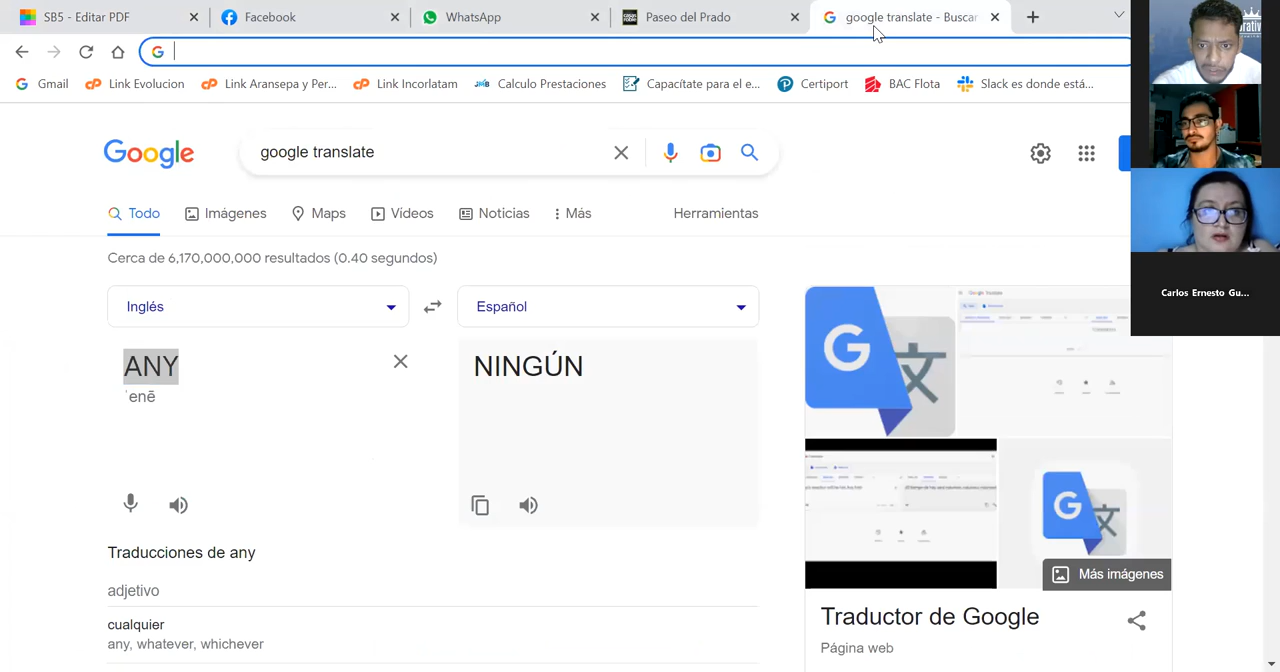 SB5 - Editar PDF
Facebook
WhatsApp
Paseo del Prado
google translate - Buscar
Gmail
Link Evolucion
Link Aransepa y Per...
Link Incorlatam
Calculo Prestaciones
Capacítate para el e...
Certiport
BAC Flota
Slack es donde está...
Google
google translate
Todo
Imágenes
Maps
Vídeos
Noticias
Más
Herramientas
Cerca de 6,170,000,000 resultados (0.40 segundos)
Inglés
Español
ANY
ˈenē
NINGÚN
Traducciones de any
adjetivo
cualquier
any, whatever, whichever
Más imágenes
Traductor de Google
Página web
Carlos Ernesto Gu...